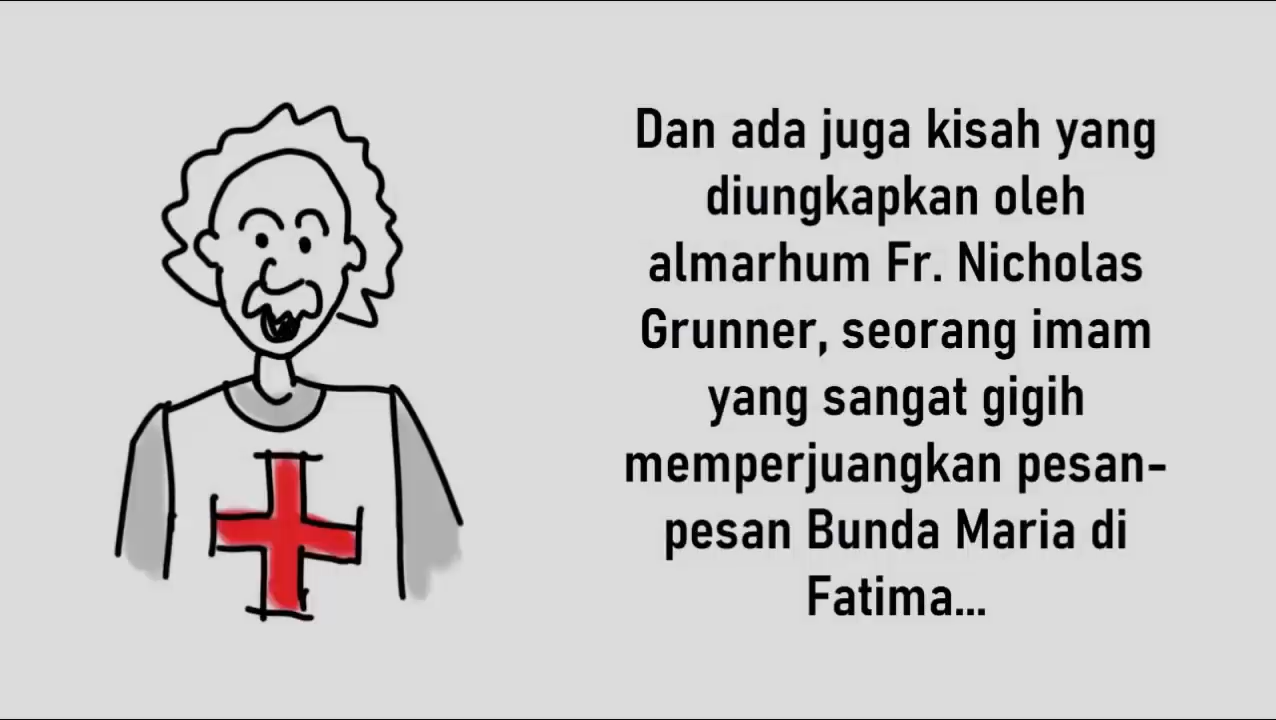 Dan ada juga kisah yang
diungkapkan oleh
almarhum Fr. Nicholas
Grunner, seorang imam
yang sangat gigih
memperjuangkan pesan-
pesan Bunda Maria di
Fatima...